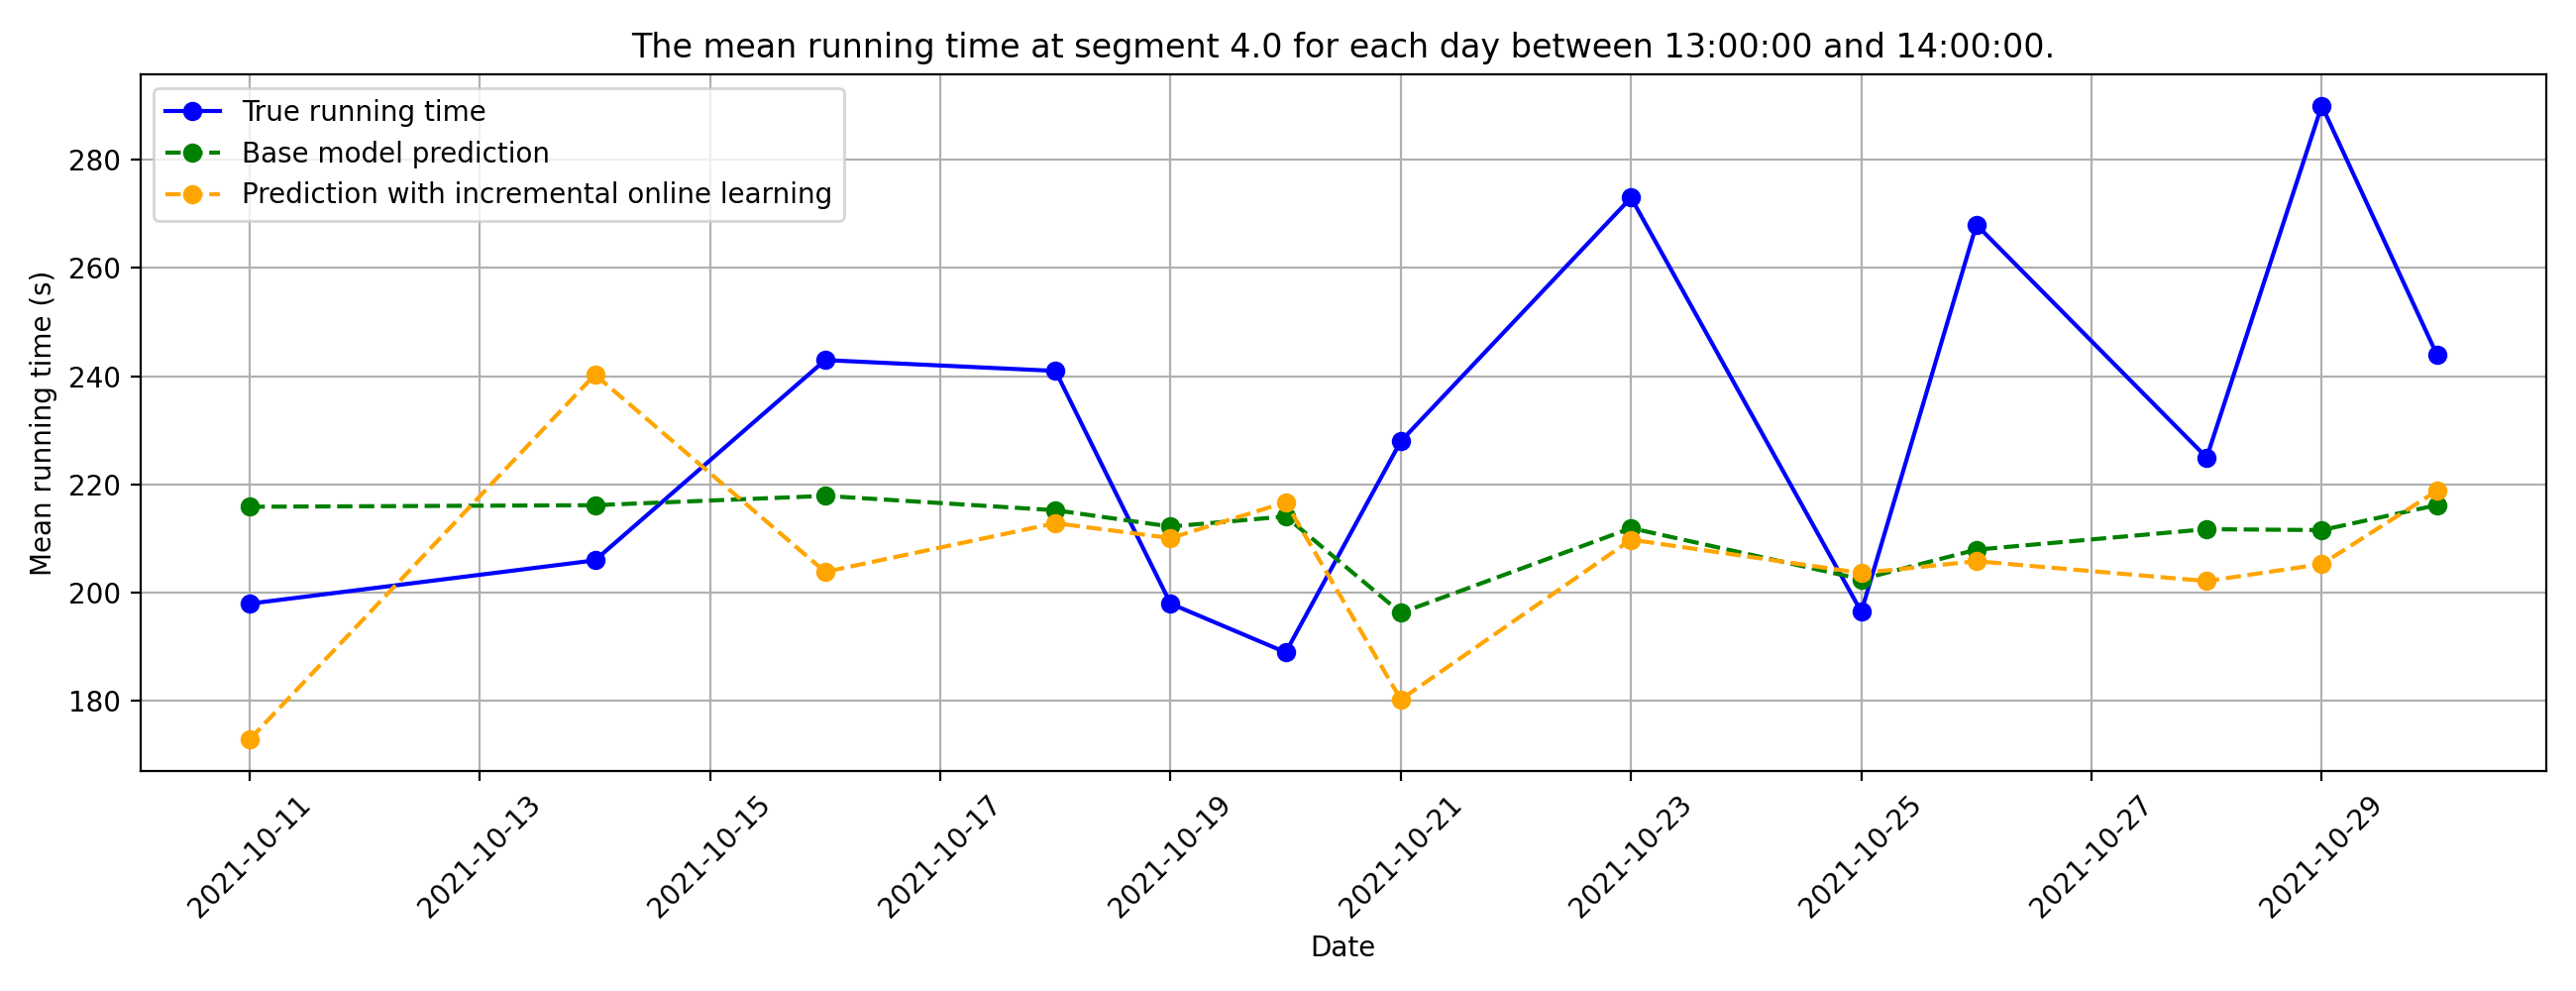 The mean running time at segment 4.0 for each day between 13:00:00 and 14:00:00.
True running time
Base model prediction
Prediction with incremental online learning
Mean running time (s)
280
260
240
220
200
180
2021-10-11
2021-10-13
2021-10-15
2021-10-17
2021-10-19
2021-10-21
2021-10-23
2021-10-25
2021-10-27
2021-10-29
Date